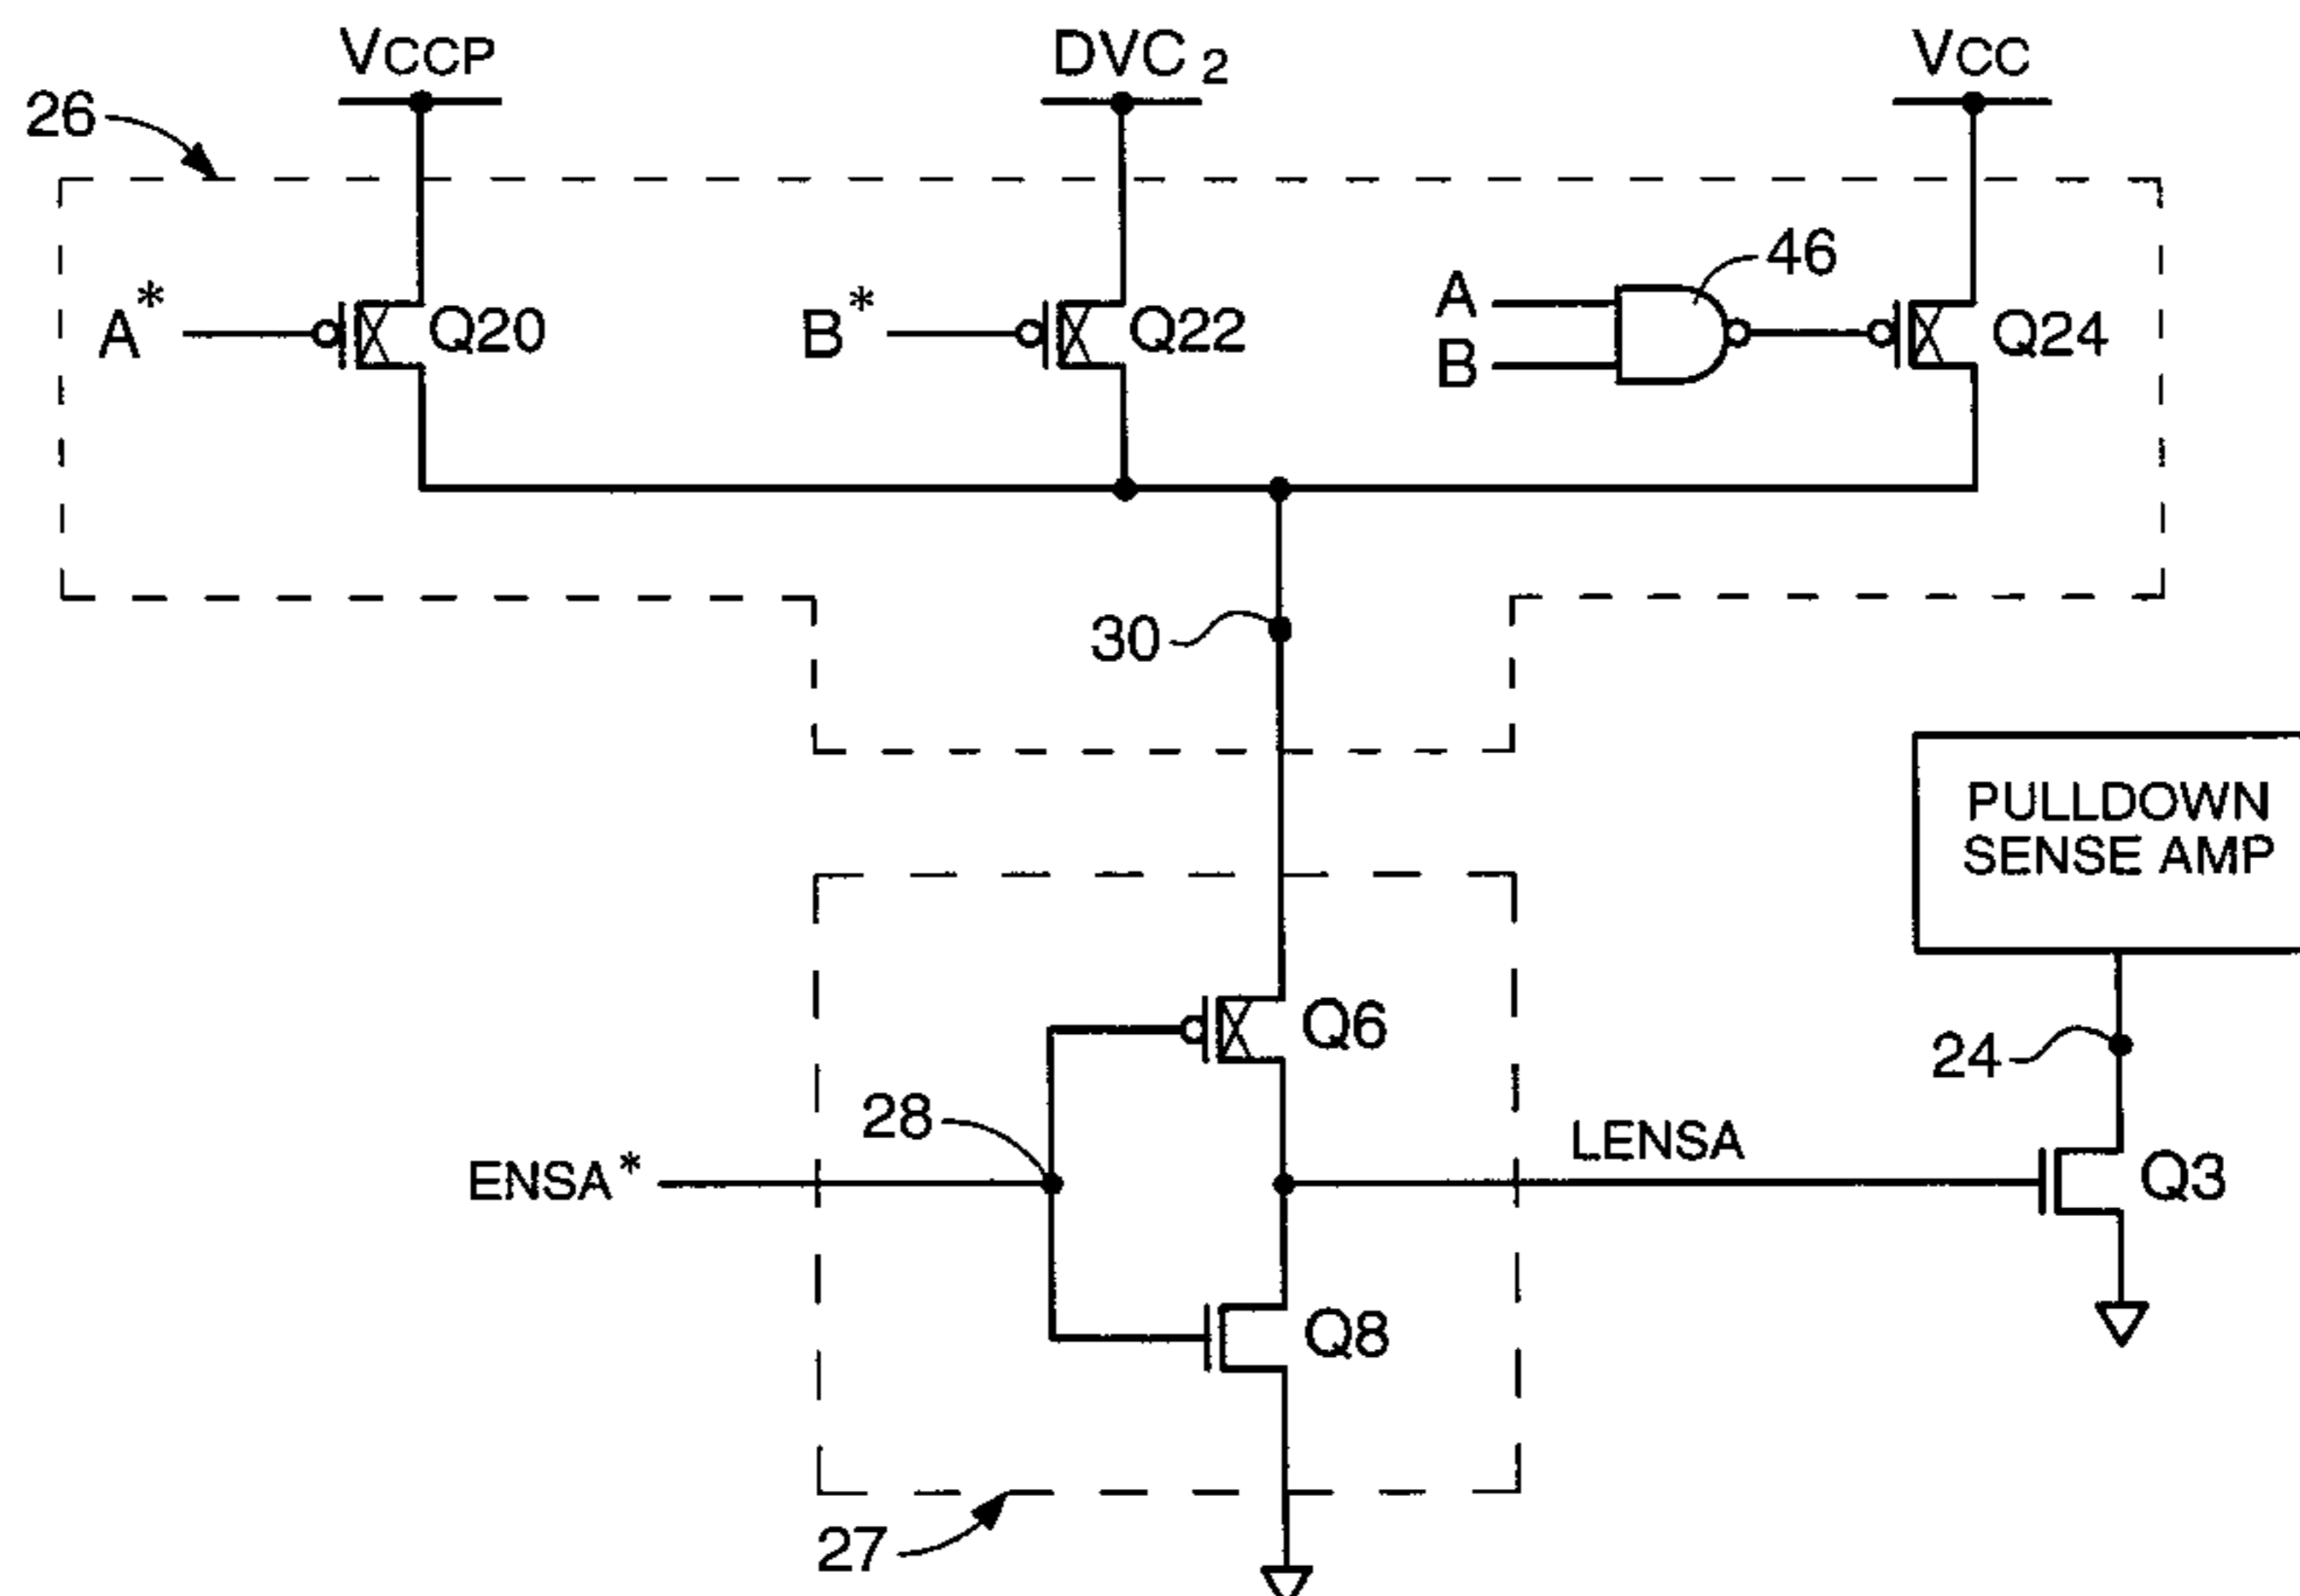 VCCP
DVC 2
VCC
26
46
A*
Q20
B*
Q22
A
B
Q24
30
PULLDOWN
SENSE AMP
Q6
24
28
LENSA
ENSA*
Q3
Q8
27